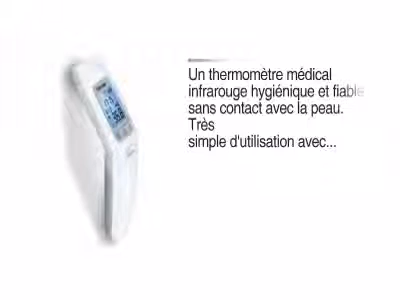 Un thermomètre médical
infrarouge hygiénique et fiable
sans contact avec la peau.
Très
simple d'utilisation avec...